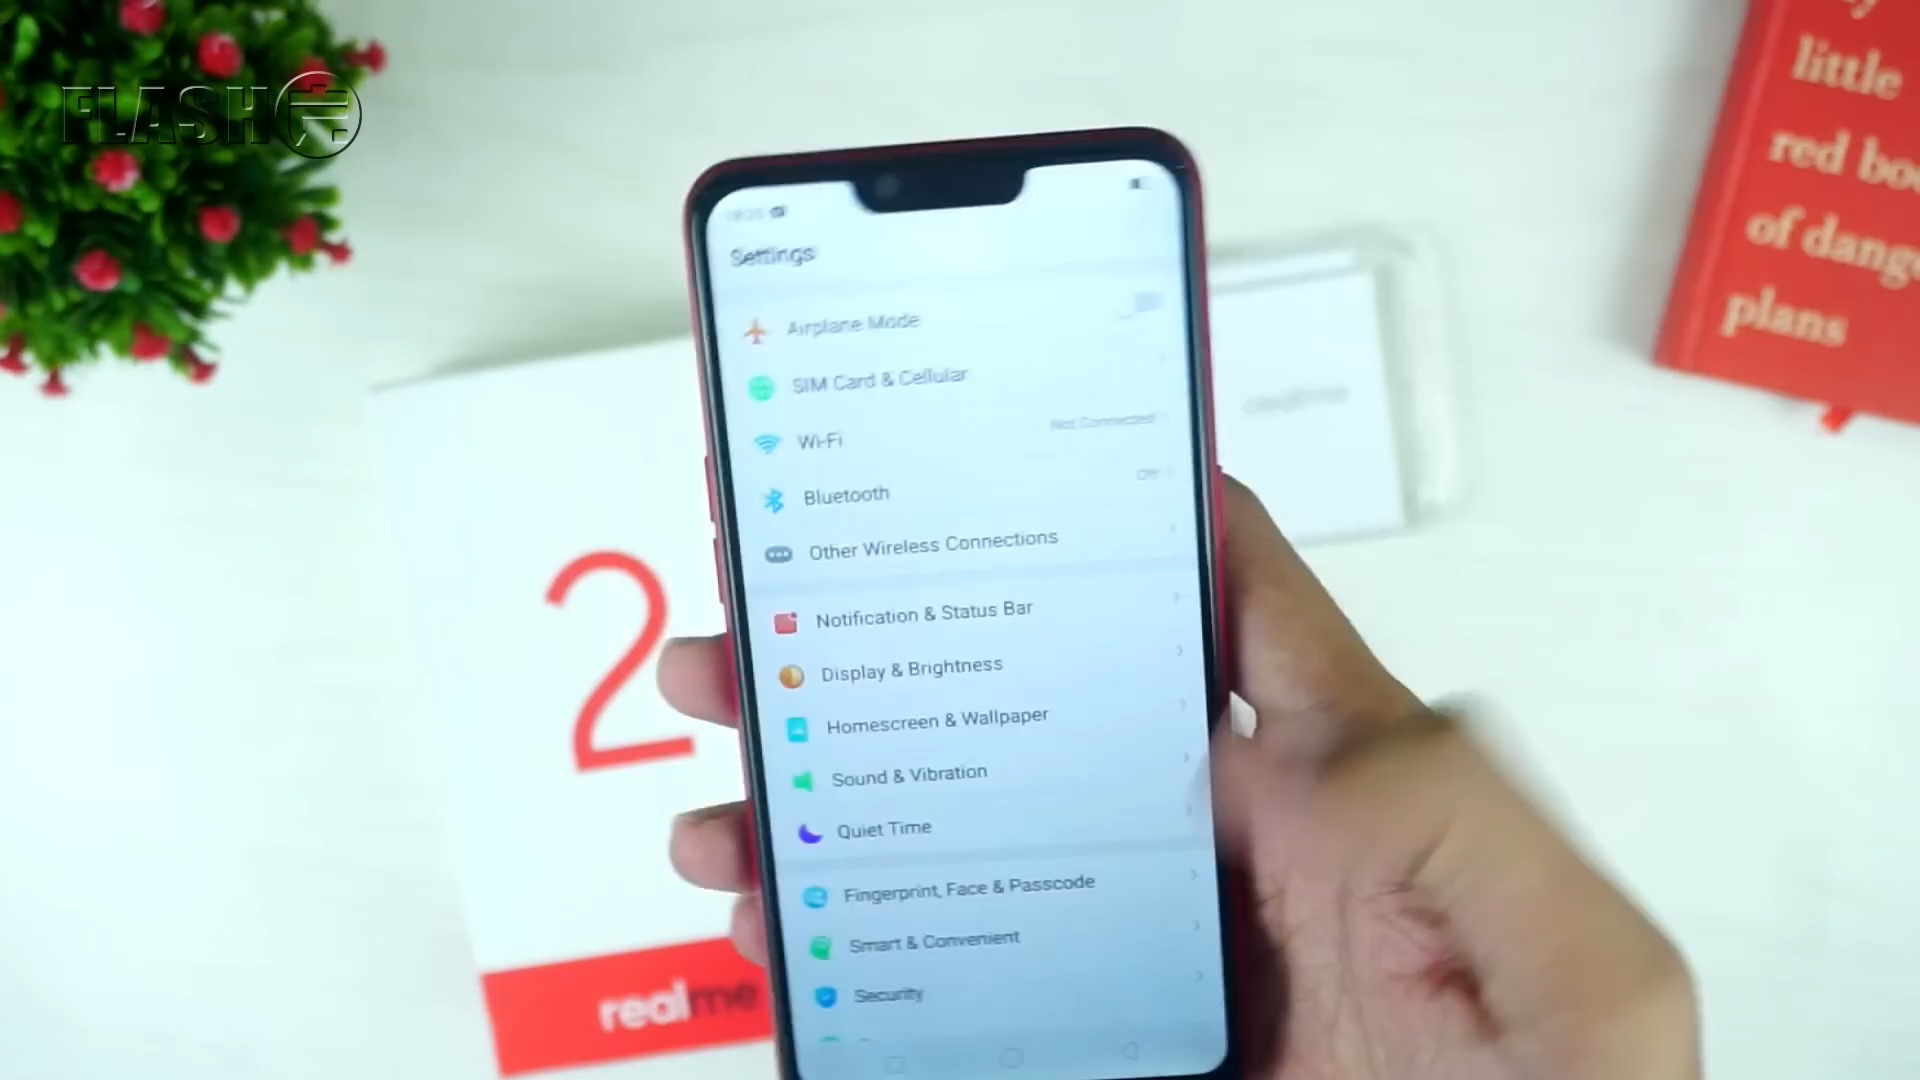 FLASH
little
red
of
plans
Settings
Airplane Mode
SIM Card & Cellular
Wi-Fi
Not Connected
Bluetooth
Off
Other Wireless Connections
Notification & Status Bar
Display & Brightness
Homescreen & Wallpaper
Sound & Vibration
Quiet Time
Fingerprint, Face & Passcode
Smart & Convenient
Security
2
realme